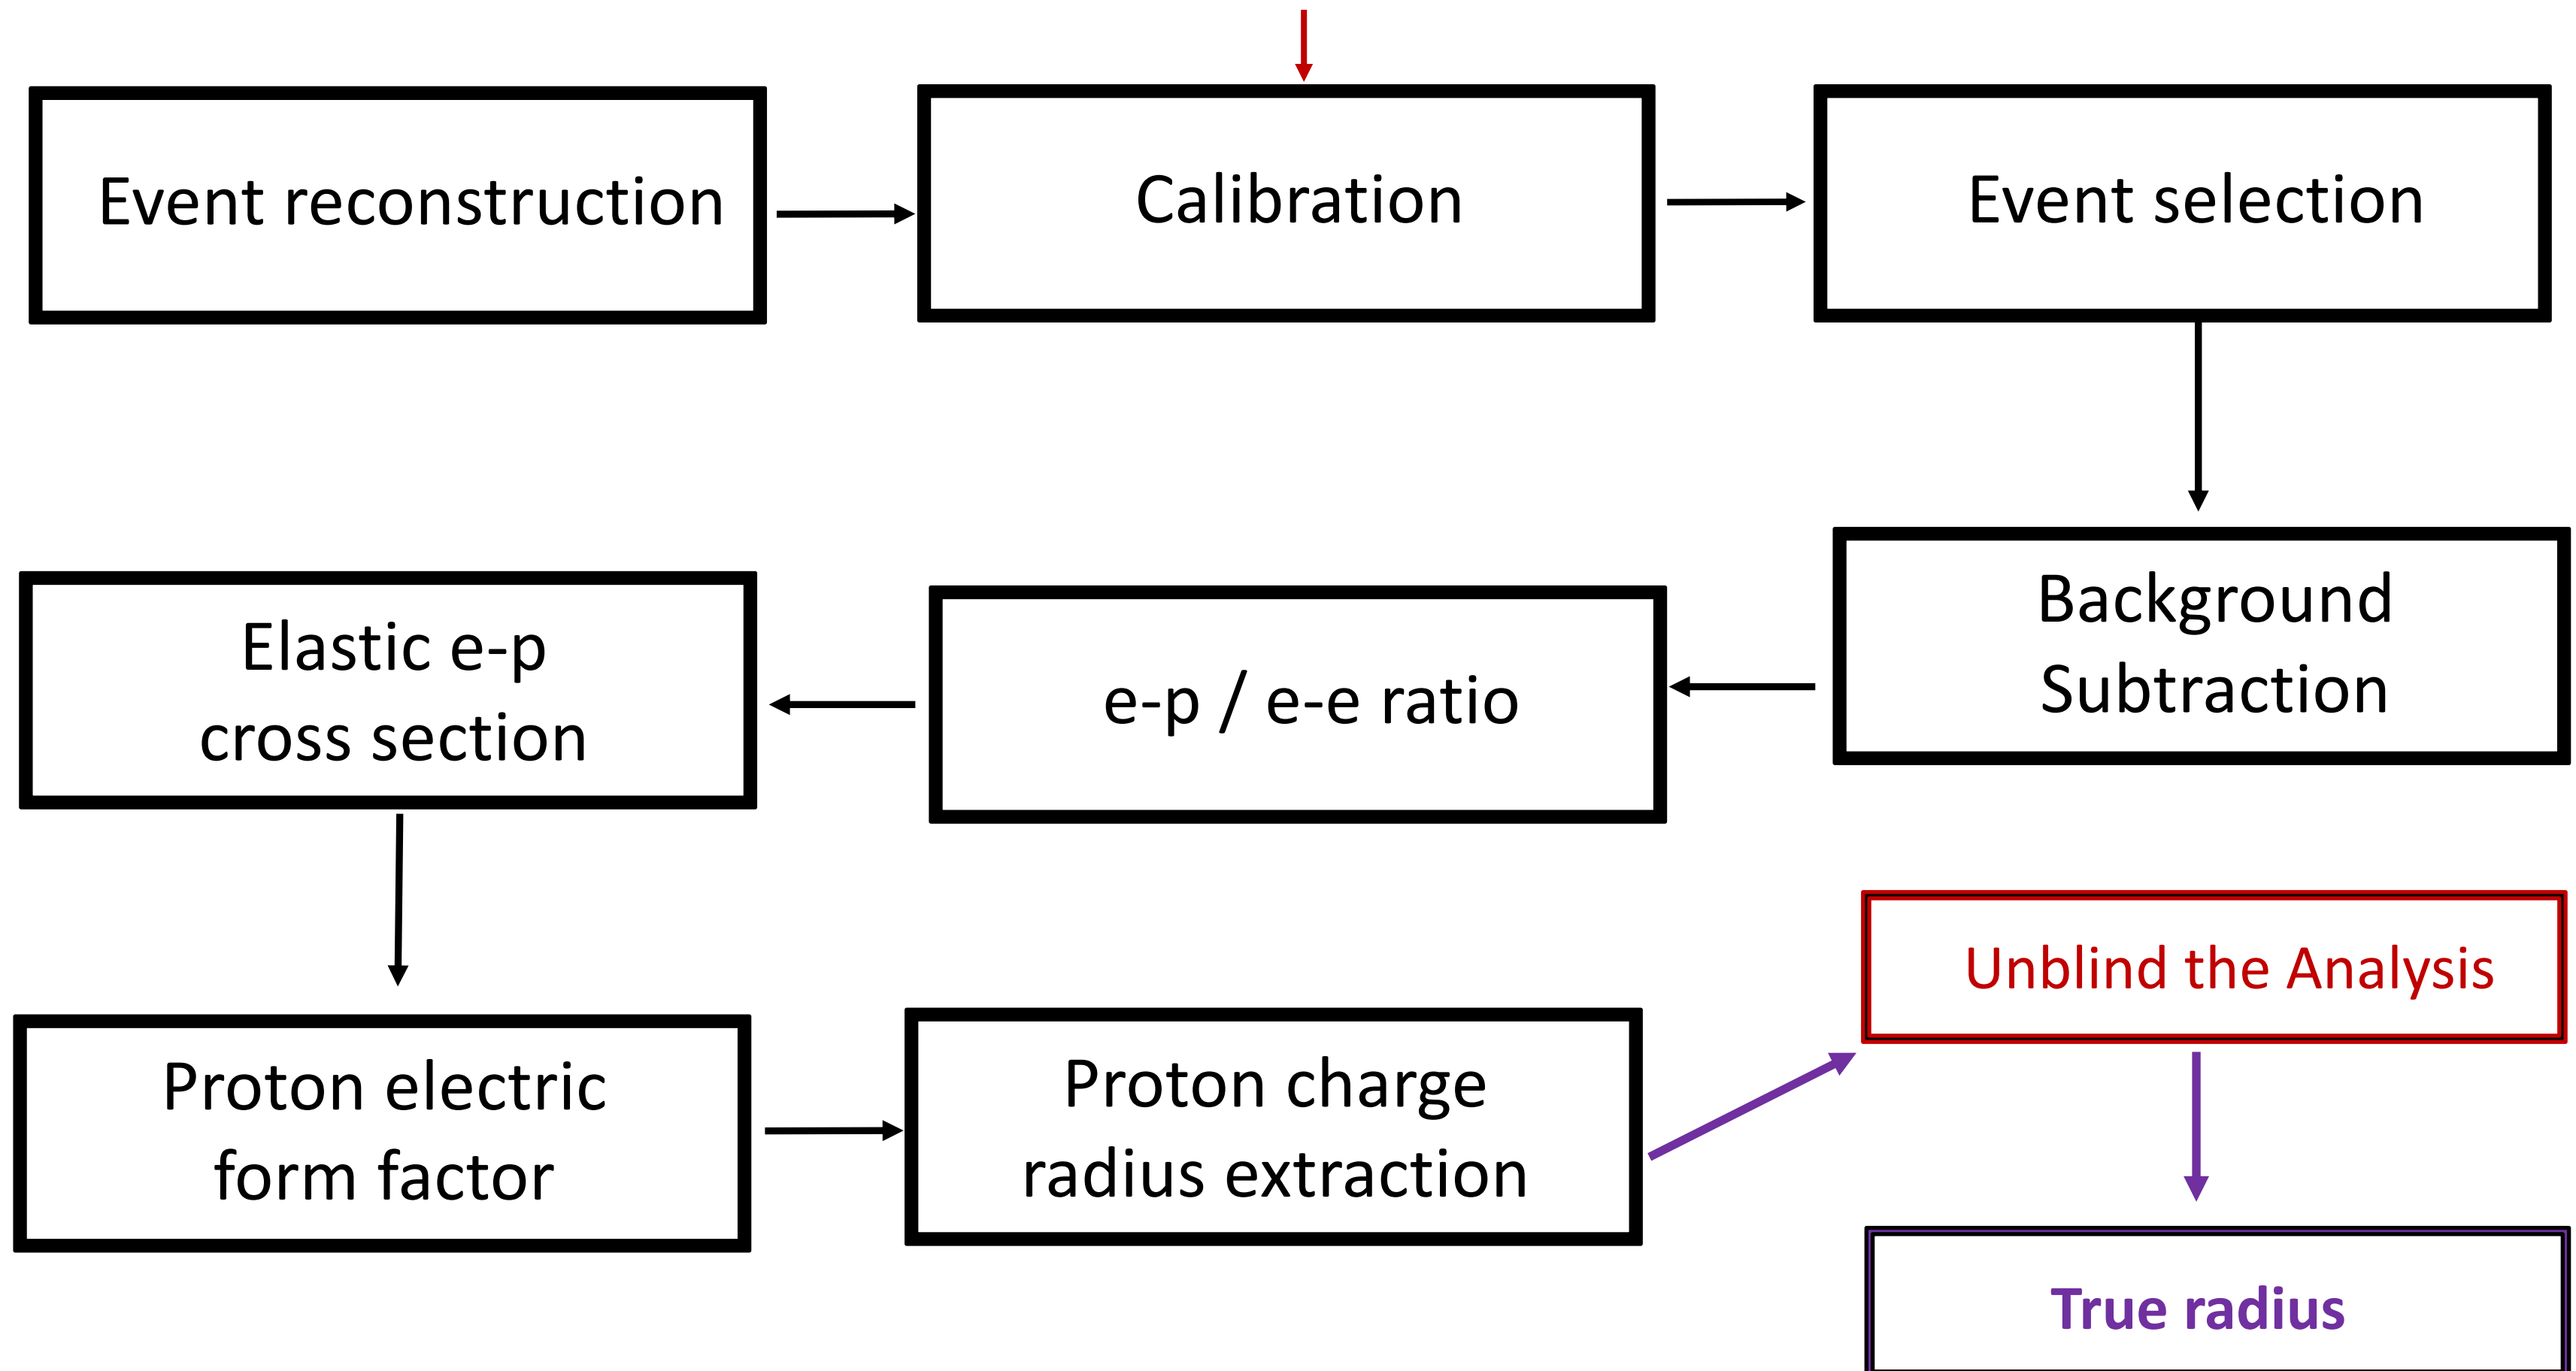 Event reconstruction
Calibration
Event selection
Background
Subtraction
e-p / e-e ratio
Elastic e-p
cross section
Proton electric
form factor
Proton charge
radius extraction
Unblind the Analysis
True radius